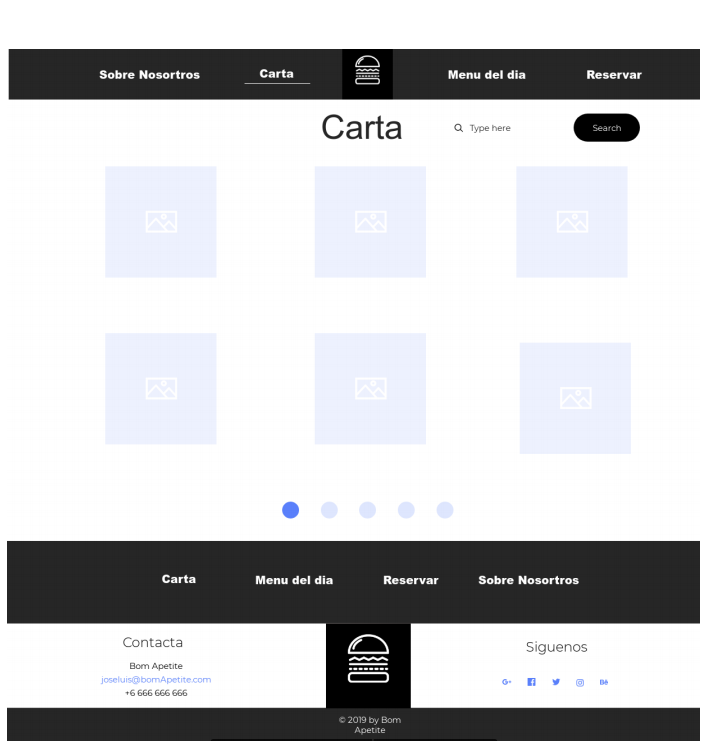 Sobre Nosortros
Carta
Menu del dia
Reservar
Carta
Type here
Search
Carta
Menu del dia
Reservar
Sobre Nosortros
Contacta
Bom Apetite
joseluis@bomApetite.com
+6 666 666 666
Siguenos
G+
Bē
© 2019 by Bom
Apetite